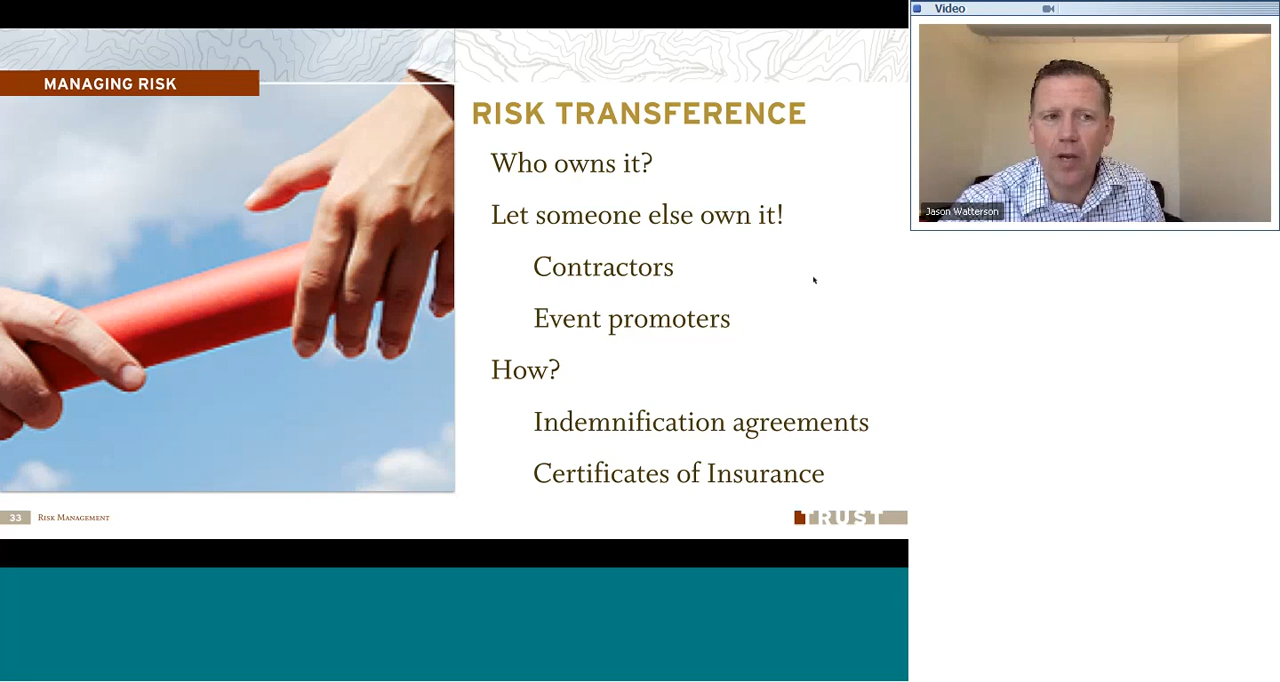 Video
MANAGING RISK
RISK TRANSFERENCE
Who owns it?
Let someone else own it!
Contractors
Event promoters
How?
Indemnification agreements
Certificates of Insurance
Jason Watterson
33 Risk Management
TRUST